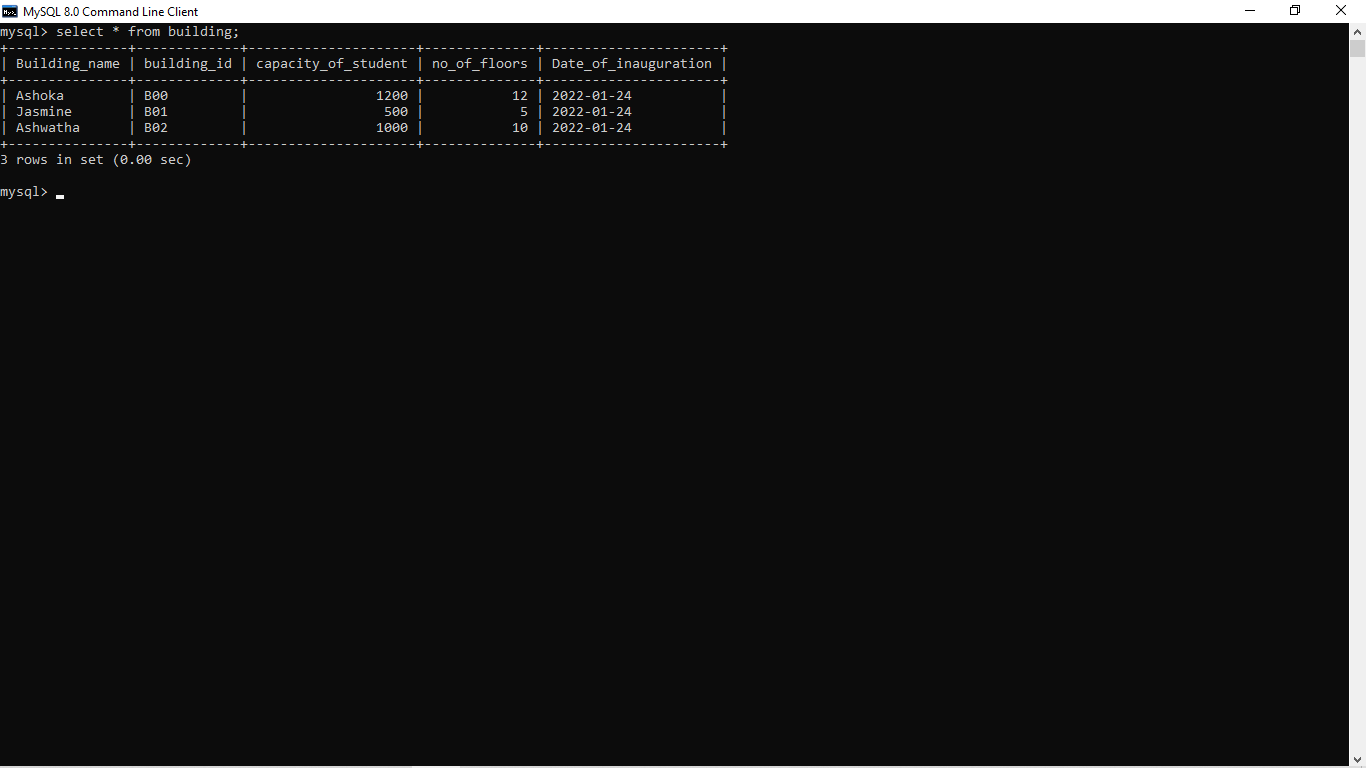 MySQL 8.0 Command Line Client
mysql> select * from building;
+---------------+-------------+---------------------+--------------+----------------------+
| Building_name | building_id | capacity_of_student | no_of_floors | Date_of_inauguration |
+---------------+-------------+---------------------+--------------+----------------------+
| Ashoka        | B00         |                1200 |           12 | 2022-01-24           |
| Jasmine       | B01         |                 500 |            5 | 2022-01-24           |
| Ashwatha      | B02         |                1000 |           10 | 2022-01-24           |
+---------------+-------------+---------------------+--------------+----------------------+
3 rows in set (0.00 sec)
mysql>